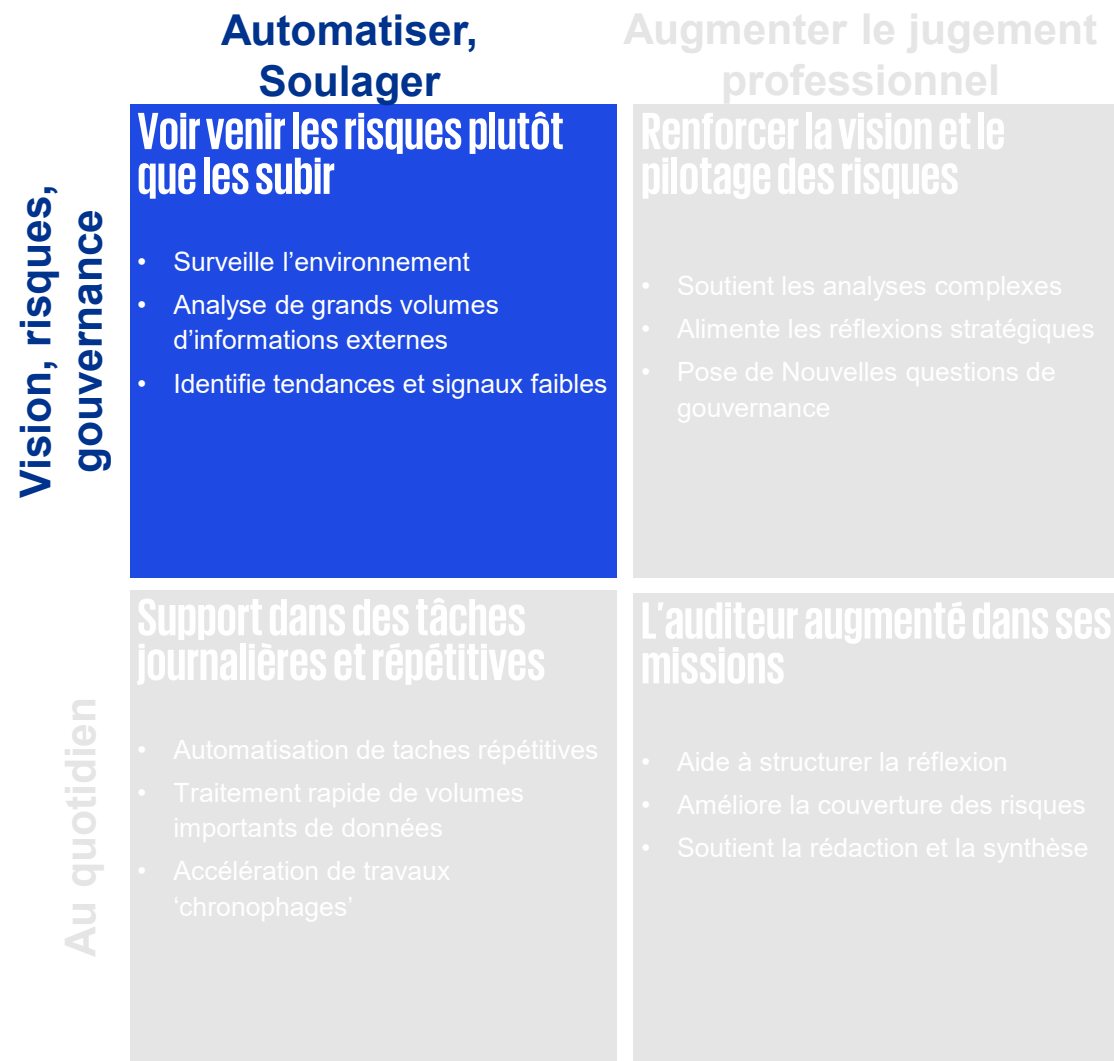 Automatiser,
Soulager
Augmenter le jugement
professionnel
Vision, risques,
gouvernance
Voir venir les risques plutôt
que les subir
• Surveille l’environnement
• Analyse de grands volumes
d’informations externes
• Identifie tendances et signaux faibles
Renforcer la vision et le
pilotage des risques
• Soutient les analyses complexes
• Alimente les réflexions stratégiques
• Pose de Nouvelles questions de
gouvernance
Au quotidien
Support dans des tâches
journalières et répétitives
• Automatisation de taches répétitives
• Traitement rapide de volumes
importants de données
• Accélération de travaux
‘chronophages’
L’auditeur augmenté dans ses
missions
• Aide à structurer la réflexion
• Améliore la couverture des risques
• Soutient la rédaction et la synthèse